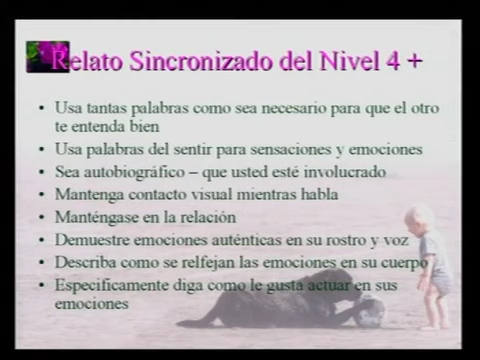 Relato Sincronizado del Nivel 4 +
• Usa tantas palabras como sea necesario para que el otro
te entenda bien
• Usa palabras del sentir para sensaciones y emociones
• Sea autobiográfico – que usted esté involucrado
• Mantenga contacto visual mientras habla
• Manténgase en la relación
• Demuestre emociones auténticas en su rostro y voz
• Describa como se relfejan las emociones en su cuerpo
• Especificamente diga como le gusta actuar en sus
emociones